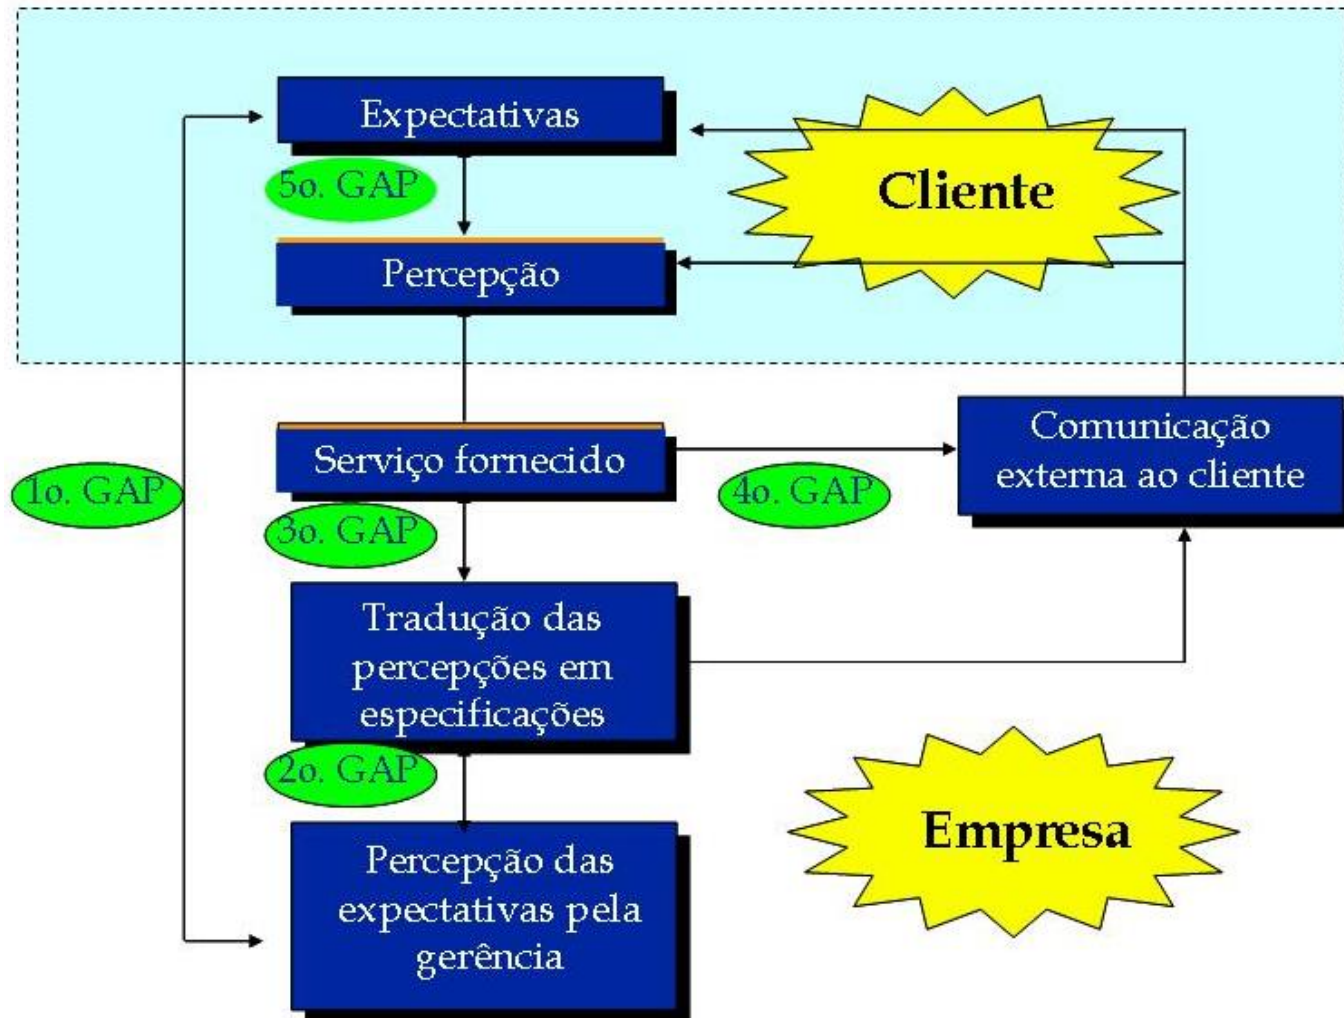 Expectativas
5o. GAP
Cliente
Percepção
Serviço fornecido
Comunicação
externa ao cliente
1o. GAP
3o. GAP
4o. GAP
Tradução das
percepções em
especificações
2o. GAP
Empresa
Percepção das
expectativas pela
gerência